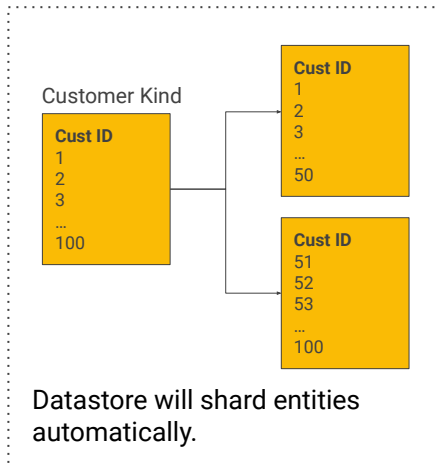 Customer Kind
Cust ID
1
2
3
...
100
Cust ID
1
2
3
...
50
Cust ID
51
52
53
...
100
Datastore will shard entities
automatically.